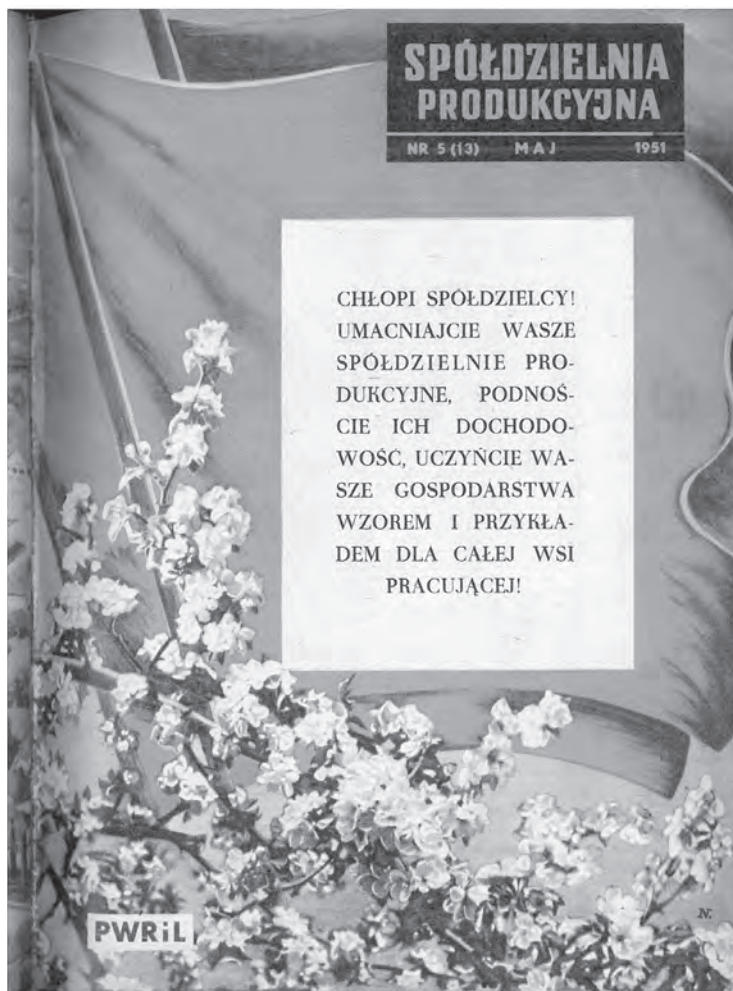 SPÓŁDZIELNIA
PRODUKCYJNA
NR 5 (13) MAJ 1951
CHŁOPI SPÓŁDZIELCY!
UMACNIAJCIE WASZE
SPÓŁDZIELNIE PRO-
DUKCYJNE, PODNOŚ-
CIE ICH DOCHODO-
WOŚĆ, UCZYŃCIE WA-
SZE GOSPODARSTWA
WZOREM I PRZYKŁA-
DEM DLA CAŁEJ WSI
PRACUJĄCEJ!
N.
PWRiL